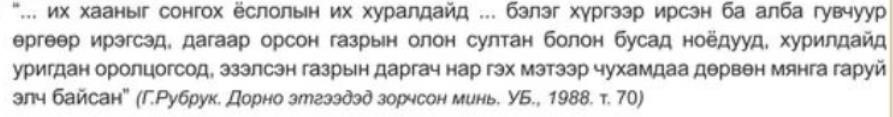 "... их хааныг сонгох ёслолын их хуралдайд ... бэлэг хүргээр ирсэн ба алба гувчуур
өргөөр ирэгсэд, дагаар орсон газрын олон султан болон бусад ноёдууд, хурилдайд
уригдан оролцогсод, эзэлсэн газрын даргач нар гэх мэтээр чухамдаа дөрвөн мянга гаруй
элч байсан" (Г.Рубрук. Дорно этгээдэд зорчсон минь. УБ., 1988. т. 70)